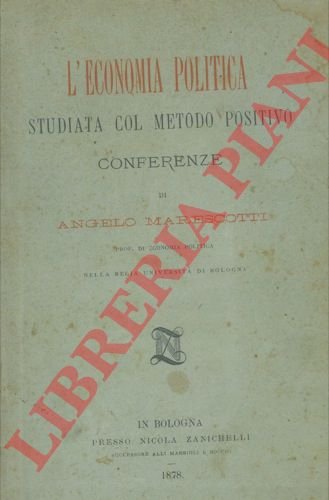 L'ECONOMIA POLITICA
STUDIATA COL METODO POSITIVO
CONFERENZE
DI
ANGELO MARESCOTTI
PROF. DI ECONOMIA POLITICA
NELLA REGIA UNIVERSITÀ DI BOLOGNA
NZ
IN BOLOGNA
PRESSO NICOLA ZANICHELLI
SUCCESSORE ALLI MARSIGLI E ROCCHI
1878.
LIBRERIA PIANI